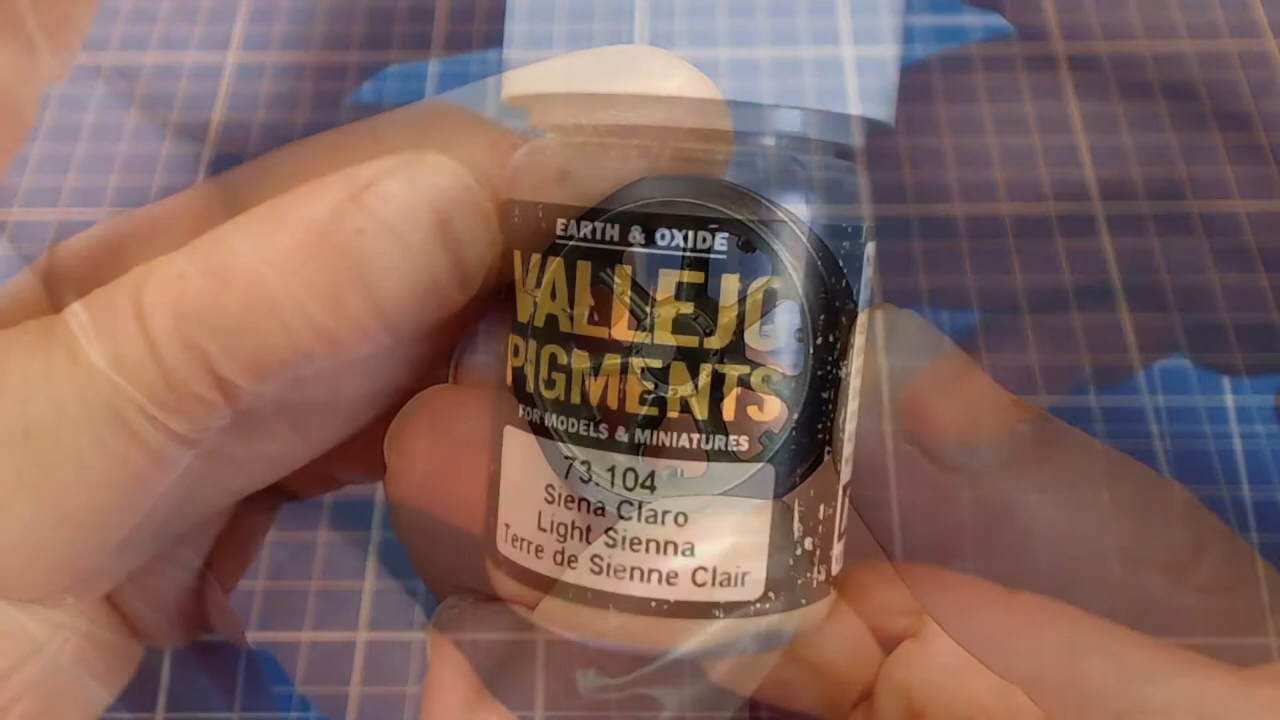 EARTH & OXIDE
VALLEJO
PIGMENTS
FOR MODELS & MINIATURES
73.104
Siena Claro
Light Sienna
Terre de Sienne Clair